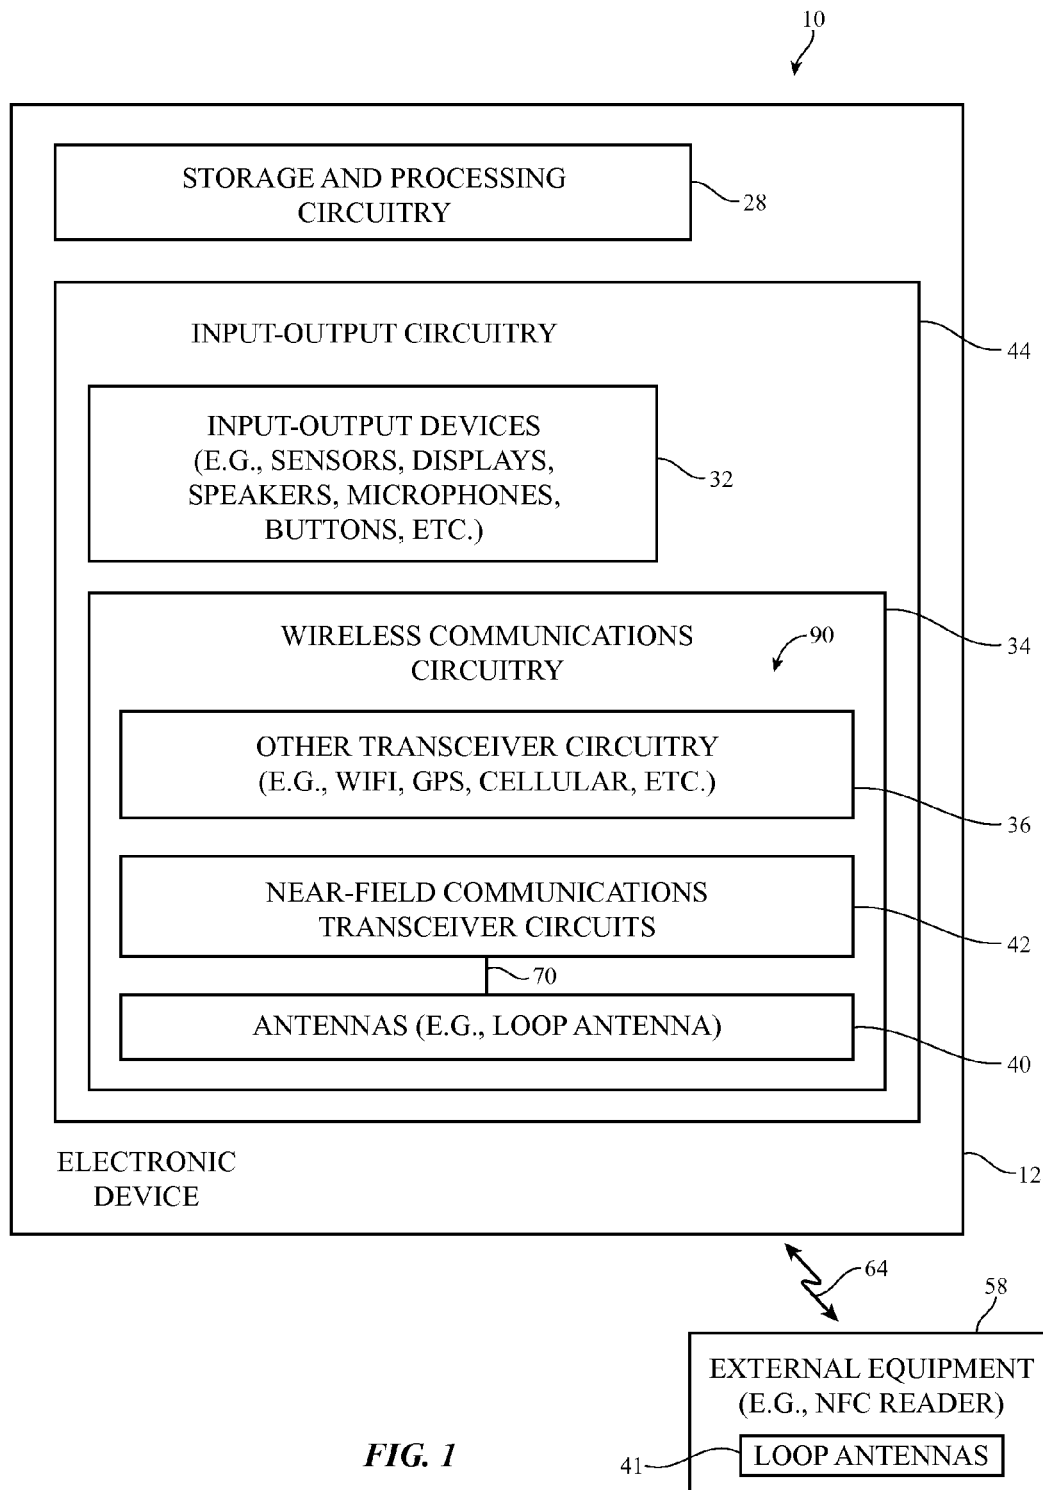 10
STORAGE AND PROCESSING
CIRCUITRY
28
INPUT-OUTPUT CIRCUITRY
44
INPUT-OUTPUT DEVICES
(E.G., SENSORS, DISPLAYS,
SPEAKERS, MICROPHONES,
BUTTONS, ETC.)
32
WIRELESS COMMUNICATIONS
CIRCUITRY
90
34
OTHER TRANSCEIVER CIRCUITRY
(E.G., WIFI, GPS, CELLULAR, ETC.)
36
NEAR-FIELD COMMUNICATIONS
TRANSCEIVER CIRCUITS
42
70
ANTENNAS (E.G., LOOP ANTENNA)
40
ELECTRONIC
DEVICE
12
64
58
EXTERNAL EQUIPMENT
(E.G., NFC READER)
41
LOOP ANTENNAS
FIG. 1